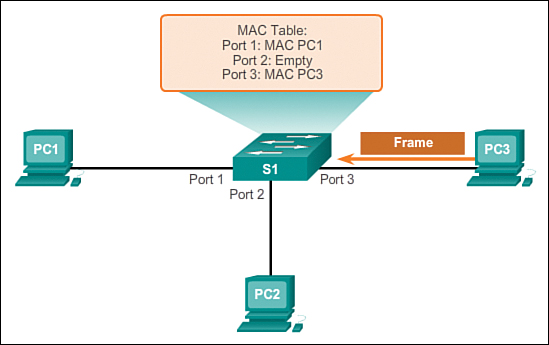 MAC Table:
Port 1: MAC PC1
Port 2: Empty
Port 3: MAC PC3
Frame
PC1
PC3
S1
Port 1
Port 3
Port 2
PC2